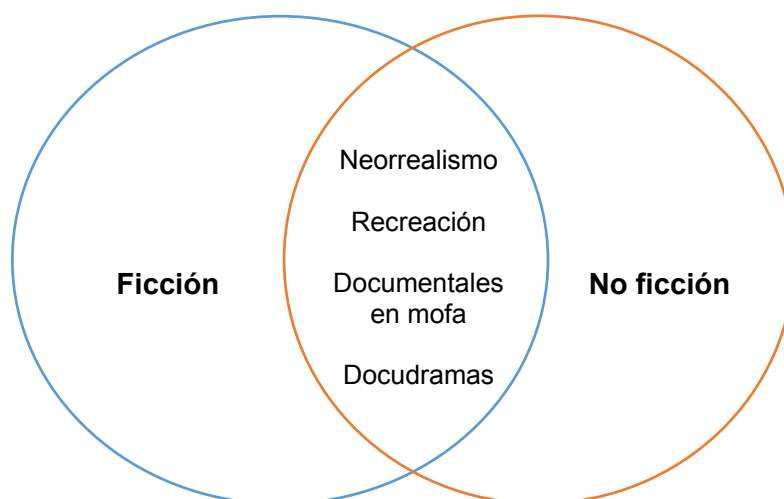 Neorrealismo
Recreación
Ficción
Documentales
en mofa
No ficción
Docudramas